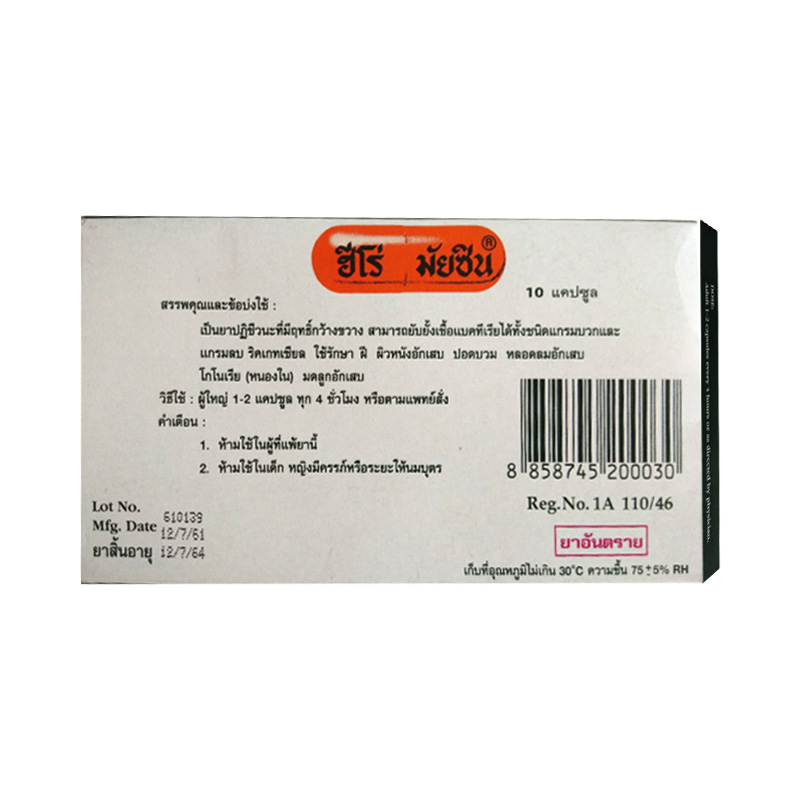 ฮีโร่ มัยซิน®
10 แคปซูล
สรรพคุณและข้อบ่งใช้ :
เป็นยาปฏิชีวนะที่มีฤทธิ์กว้างขวาง สามารถยับยั้งเชื้อแบคทีเรียได้ทั้งชนิดแกรมบวกและ
แกรมลบ ริคเกทเซียล ใช้รักษา ฝี ผิวหนังอักเสบ ปอดบวม หลอดลมอักเสบ
โกโนเรีย (หนองใน) มดลูกอักเสบ
วิธีใช้ : ผู้ใหญ่ 1-2 แคปซูล ทุก 4 ชั่วโมง หรือตามแพทย์สั่ง
คำเตือน :
1. ห้ามใช้ในผู้ที่แพ้ยานี้
2. ห้ามใช้ในเด็ก หญิงมีครรภ์หรือระยะให้นมบุตร
8 858745 200030
Reg.No. 1A 110/46
Lot No. 610139
Mfg. Date 12/7/61
ยาสิ้นอายุ 12/7/64
ยาอันตราย
เก็บที่อุณหภูมิไม่เกิน 30°C ความชื้น 75±5% RH
DOSE:
Adult 1-2 capsules every 4 hours or as directed by physician.